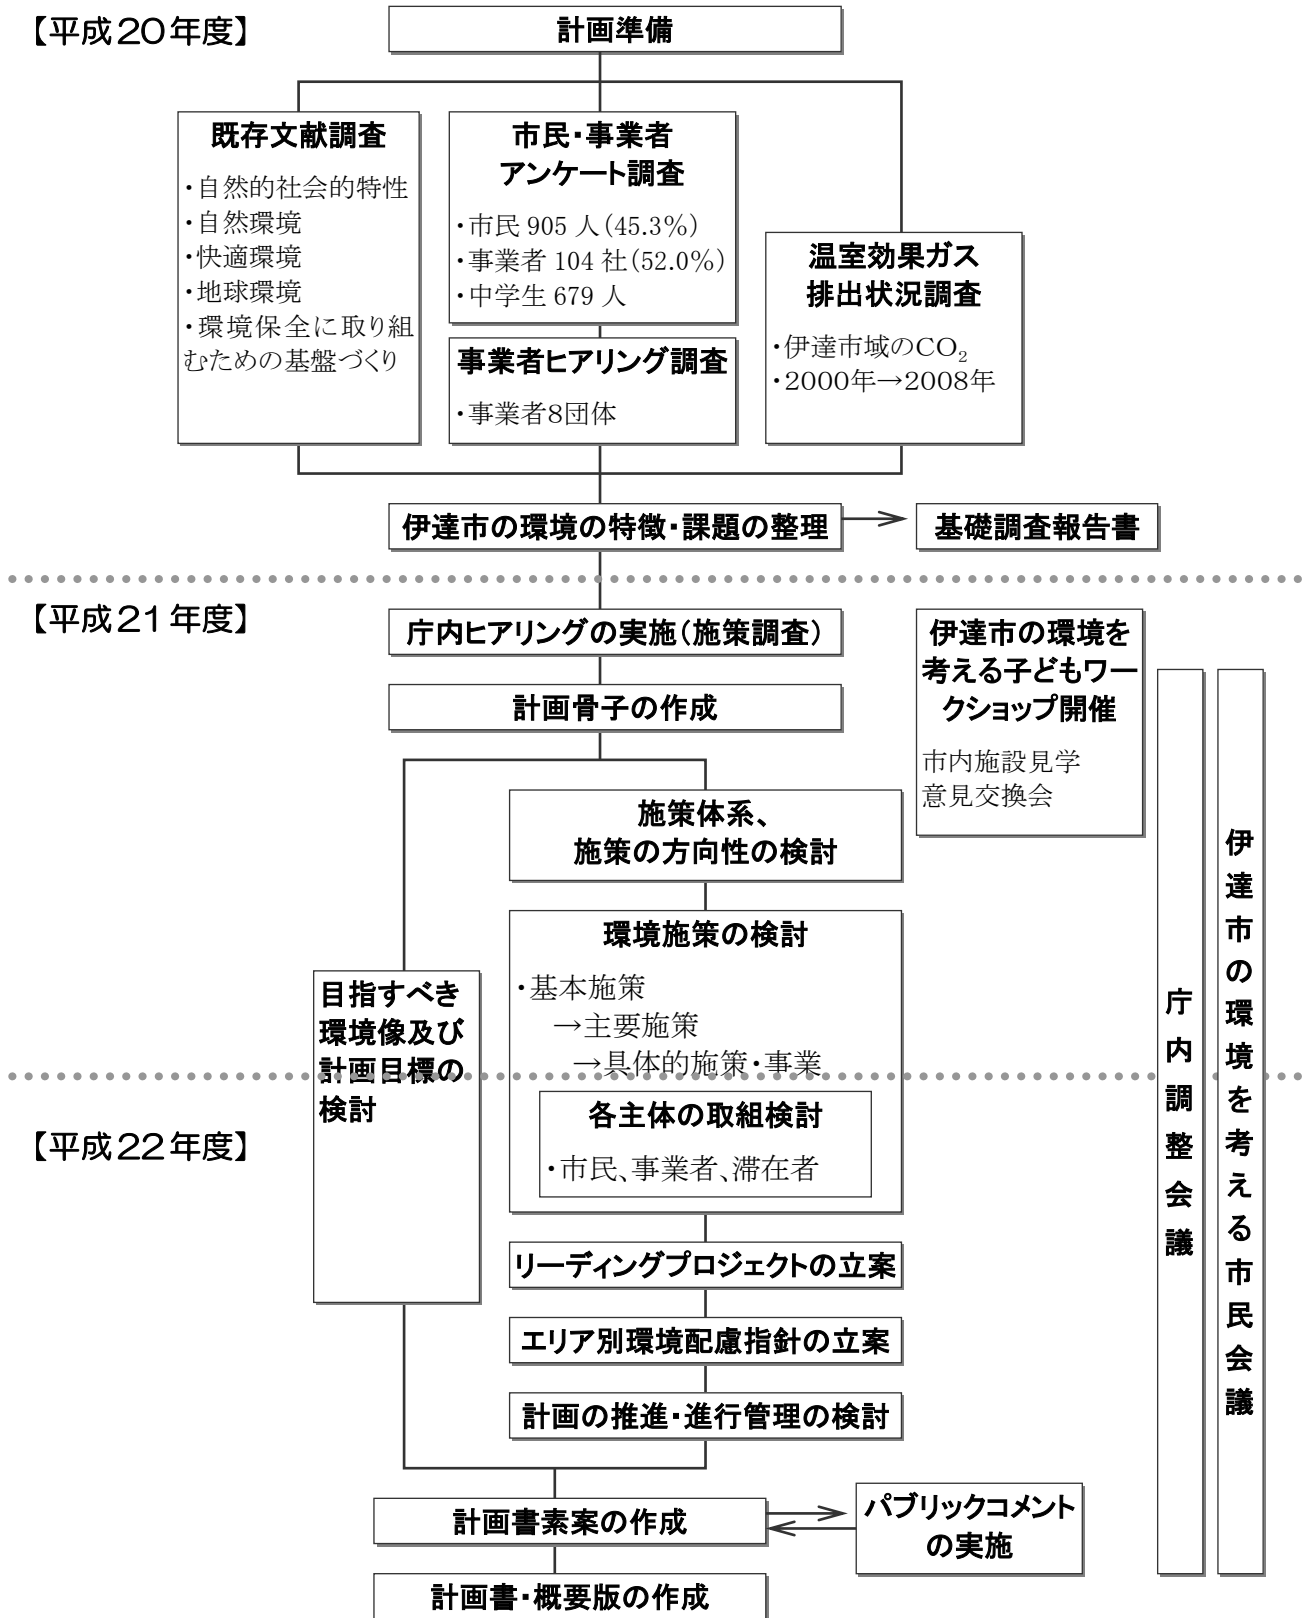 【平成20年度】
計画準備
既存文献調査
・自然的社会的特性
・自然環境
・快適環境
・地球環境
・環境保全に取り組
むための基盤づくり
市民・事業者
アンケート調査
・市民 905 人(45.3%)
・事業者 104 社(52.0%)
・中学生 679 人
事業者ヒアリング調査
・事業者8団体
温室効果ガス
排出状況調査
・伊達市域のCO₂
・2000年→2008年
伊達市の環境の特徴・課題の整理
基礎調査報告書
【平成21年度】
庁内ヒアリングの実施(施策調査)
計画骨子の作成
伊達市の環境を
考える子どもワー
クショップ開催
市内施設見学
意見交換会
施策体系、
施策の方向性の検討
環境施策の検討
・基本施策
→主要施策
→具体的施策・事業
目指すべき
環境像及び
計画目標の
検討
【平成22年度】
各主体の取組検討
・市民、事業者、滞在者
リーディングプロジェクトの立案
エリア別環境配慮指針の立案
計画の推進・進行管理の検討
計画書素案の作成
パブリックコメント
の実施
計画書・概要版の作成
庁内調整会議
伊達市の環境を考える市民会議